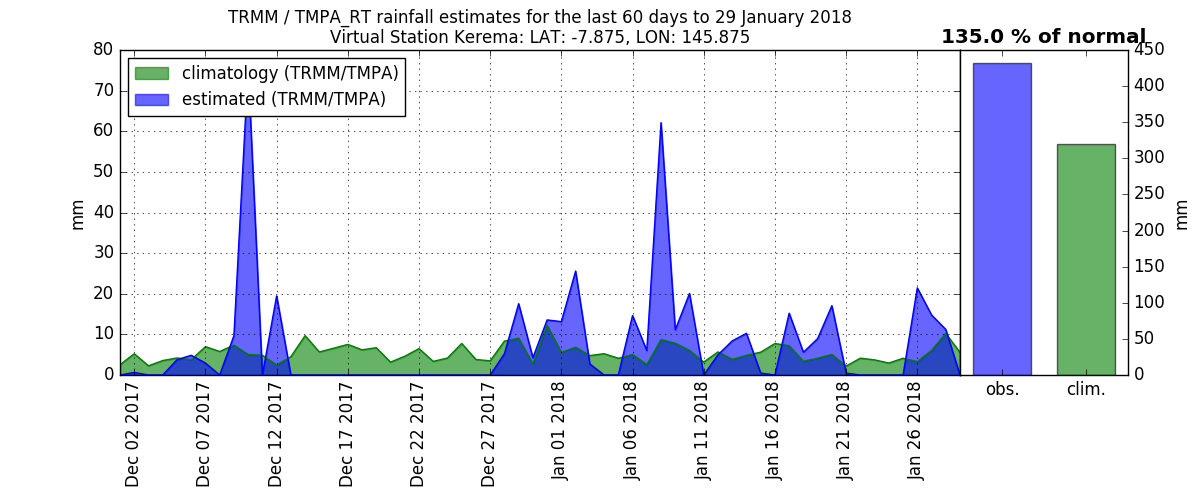 TRMM / TMPA_RT rainfall estimates for the last 60 days to 29 January 2018
Virtual Station Kerema: LAT: -7.875, LON: 145.875
135.0 % of normal
climatology (TRMM/TMPA)
estimated (TRMM/TMPA)
80
70
60
50
40
30
20
10
0
mm
Dec 02 2017
Dec 07 2017
Dec 12 2017
Dec 17 2017
Dec 22 2017
Dec 27 2017
Jan 01 2018
Jan 06 2018
Jan 11 2018
Jan 16 2018
Jan 21 2018
Jan 26 2018
obs.
clim.
450
400
350
300
250
200
150
100
50
0
mm